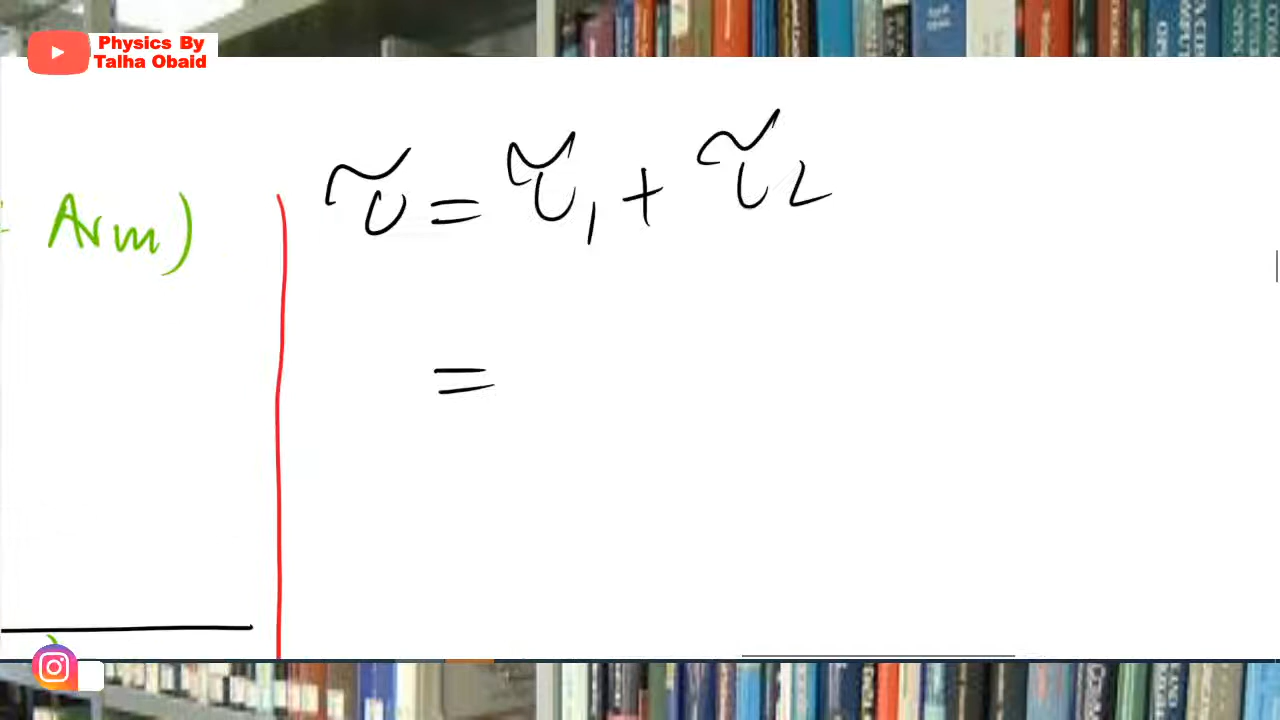 Physics By
Talha Obaid
Arm)
τ = τ₁ + τ₂
=